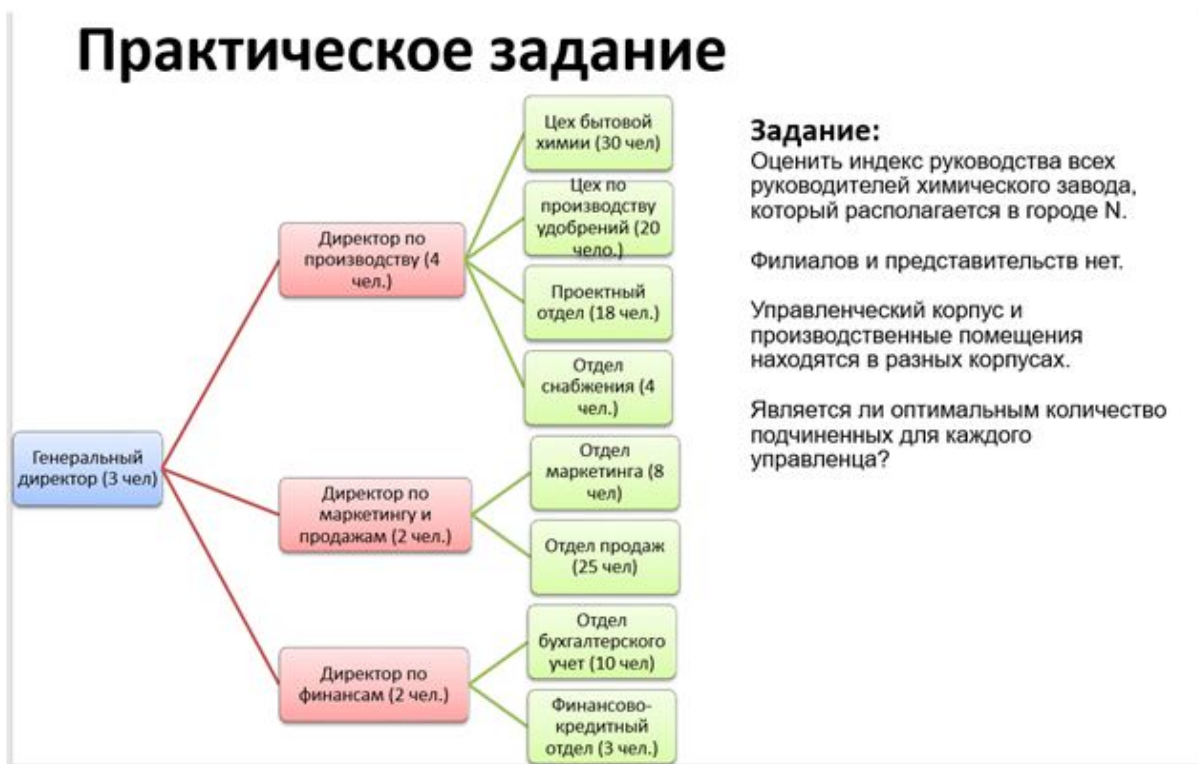 Практическое задание
Цех бытовой
химии (30 чел)
Цех по
производству
удобрений (20
чело.)
Проектный
отдел (18 чел.)
Отдел
снабжения (4
чел.)
Директор по
производству (4
чел.)
Генеральный
директор (3 чел)
Директор по
маркетингу и
продажам (2 чел.)
Отдел
маркетинга (8
чел)
Отдел продаж
(25 чел)
Директор по
финансам (2 чел.)
Отдел
бухгалтерского
учет (10 чел)
Финансово-
кредитный
отдел (3 чел.)
Задание:
Оценить индекс руководства всех
руководителей химического завода,
который располагается в городе N.
Филиалов и представительств нет.
Управленческий корпус и
производственные помещения
находятся в разных корпусах.
Является ли оптимальным количество
подчиненных для каждого
управленца?